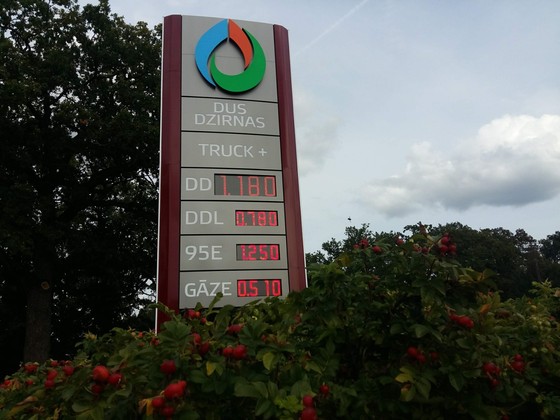 DUS
DZIRNAS
TRUCK +
DD 1.180
DDL 0.780
95E 1.250
GĀZE 0.510